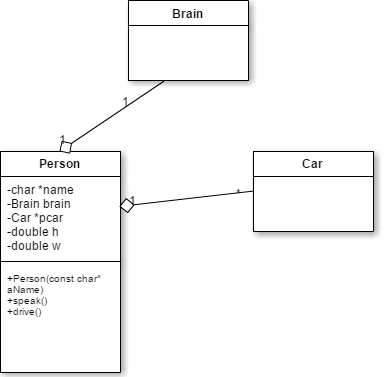 Brain
1
1
Person
-char *name
-Brain brain
-Car *pcar
-double h
-double w
+Person(const char*
aName)
+speak()
+drive()
1
*
Car